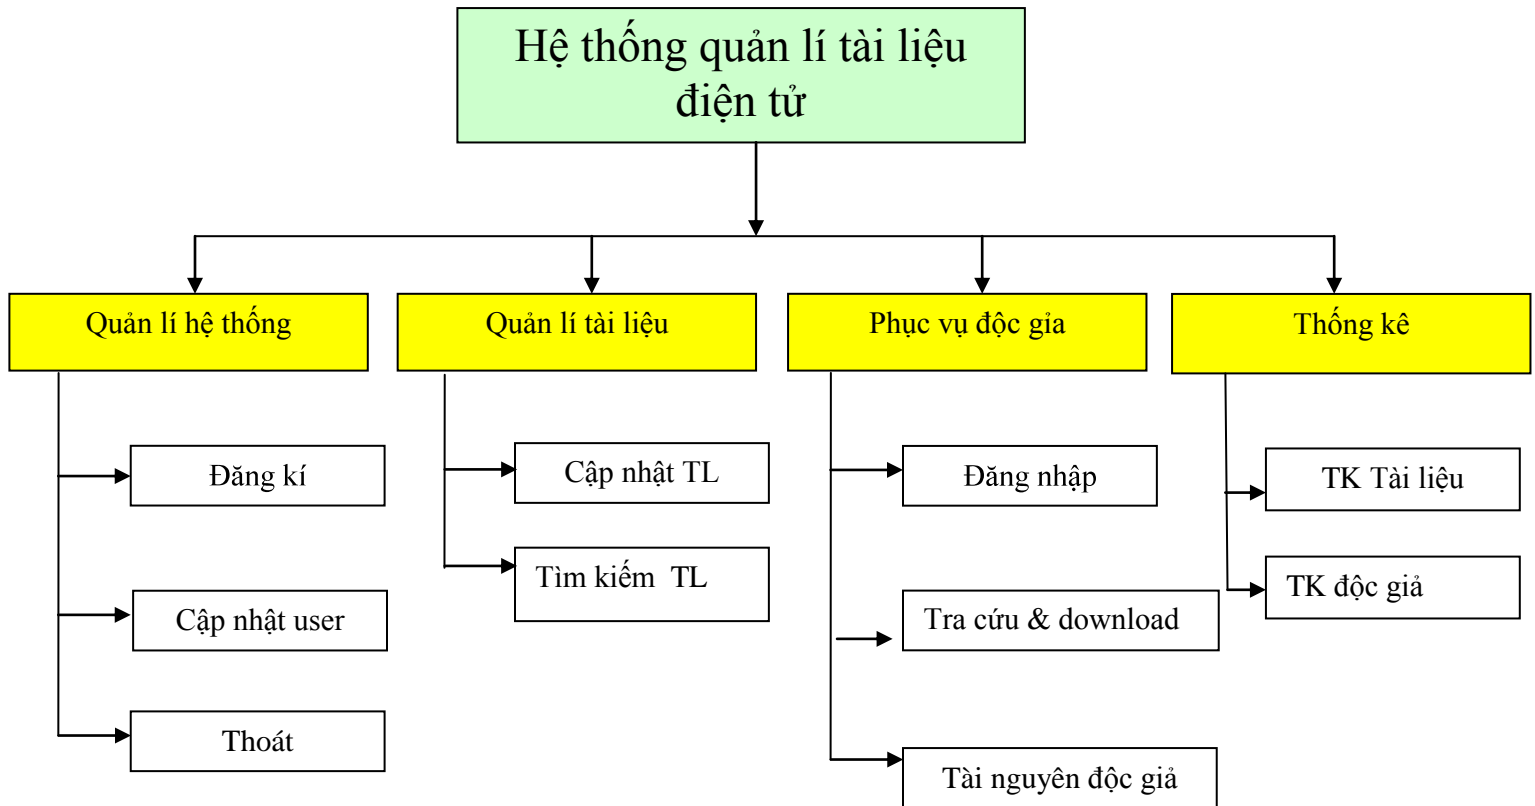 Hệ thống quản lí tài liệu
điện tử
Quản lí hệ thống
Quản lí tài liệu
Phục vụ độc gỉa
Thống kê
Đăng kí
Cập nhật user
Thoát
Cập nhật TL
Tìm kiếm TL
Đăng nhập
Tra cứu & download
Tài nguyên độc giả
TK Tài liệu
TK độc giả